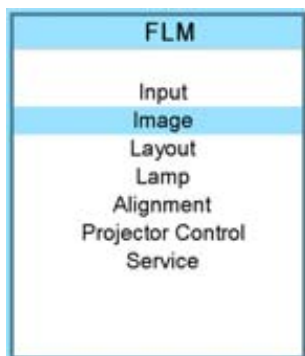 FLM
Input
Image
Layout
Lamp
Alignment
Projector Control
Service